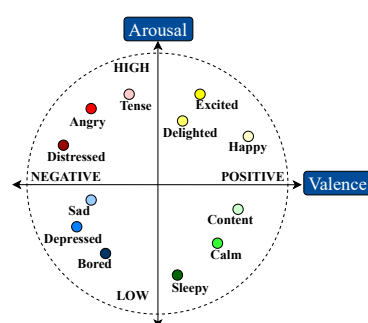 Arousal
HIGH
Tense
Excited
Angry
Delighted
Happy
Distressed
NEGATIVE
POSITIVE
Valence
Sad
Content
Depressed
Calm
Bored
Sleepy
LOW